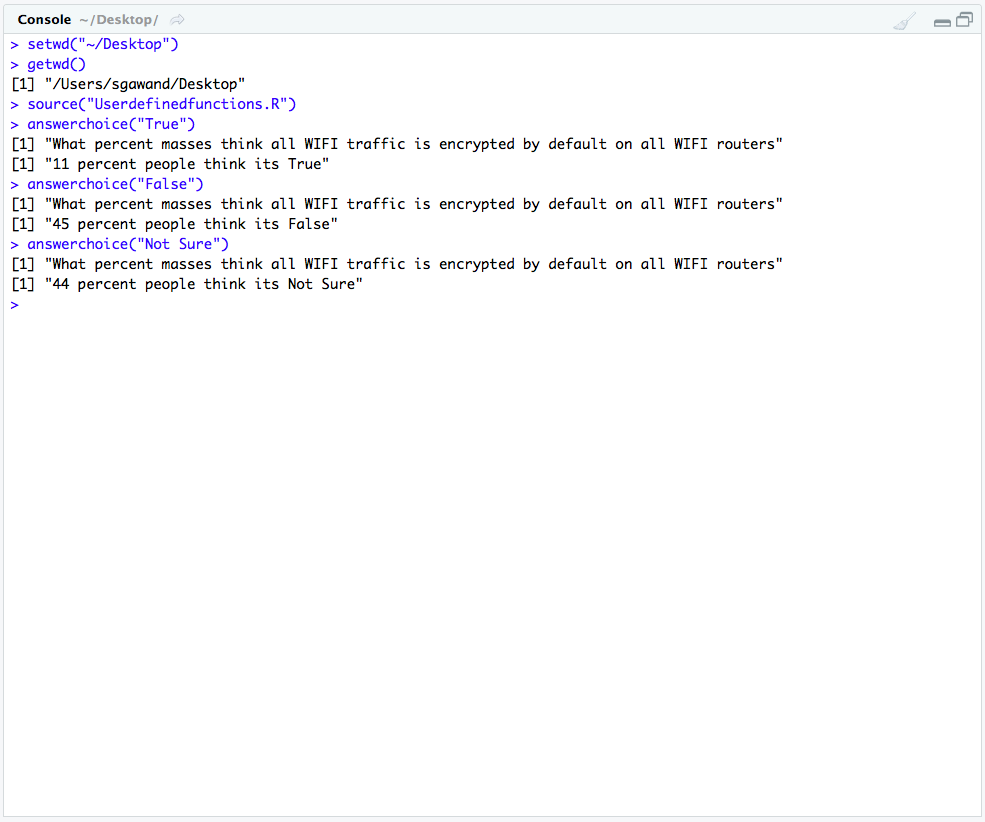 Console ~/Desktop/
> setwd("~/Desktop")
> getwd()
[1] "/Users/sgawand/Desktop"
> source("Userdefinedfunctions.R")
> answerchoice("True")
[1] "What percent masses think all WIFI traffic is encrypted by default on all WIFI routers"
[1] "11 percent people think its True"
> answerchoice("False")
[1] "What percent masses think all WIFI traffic is encrypted by default on all WIFI routers"
[1] "45 percent people think its False"
> answerchoice("Not Sure")
[1] "What percent masses think all WIFI traffic is encrypted by default on all WIFI routers"
[1] "44 percent people think its Not Sure"
>